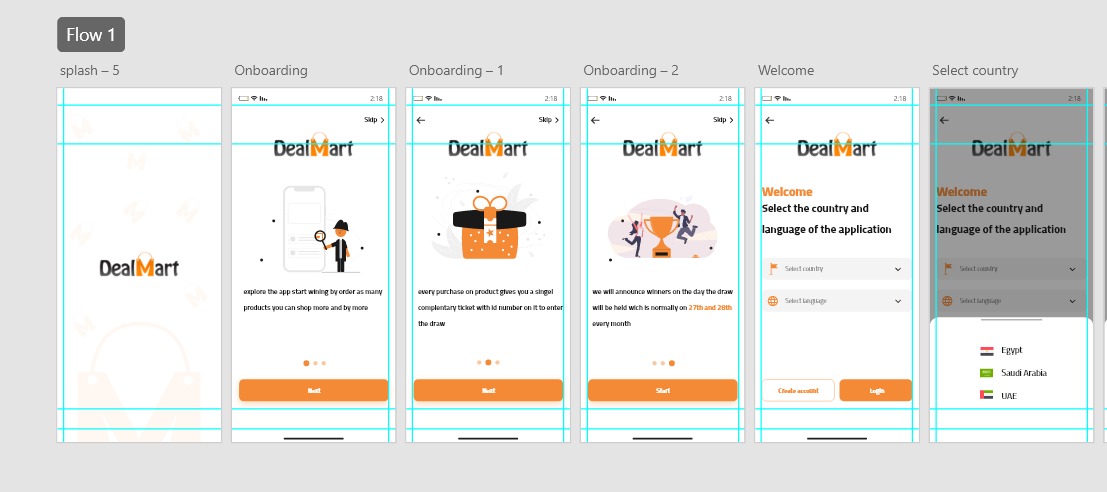 Flow 1
splash – 5
DealMart
Onboarding
2:18
Skip
DealMart
explore the app start wining by order as many
products you can shop more and by more
Next
Onboarding – 1
2:18
Skip
DealMart
every purchase on product gives you a singel
complentary ticket with id number on it to enter
the draw
Next
Onboarding – 2
2:18
Skip
DealMart
we will announce winners on the day the draw
will be held wich is normally on 27th and 28th
every month
Start
Welcome
2:18
DealMart
Welcome
Select the country and
language of the application
Select country
Select language
Create account
Login
Select country
2:18
DealMart
Welcome
Select the country and
language of the application
Select country
Select language
Egypt
Saudi Arabia
UAE